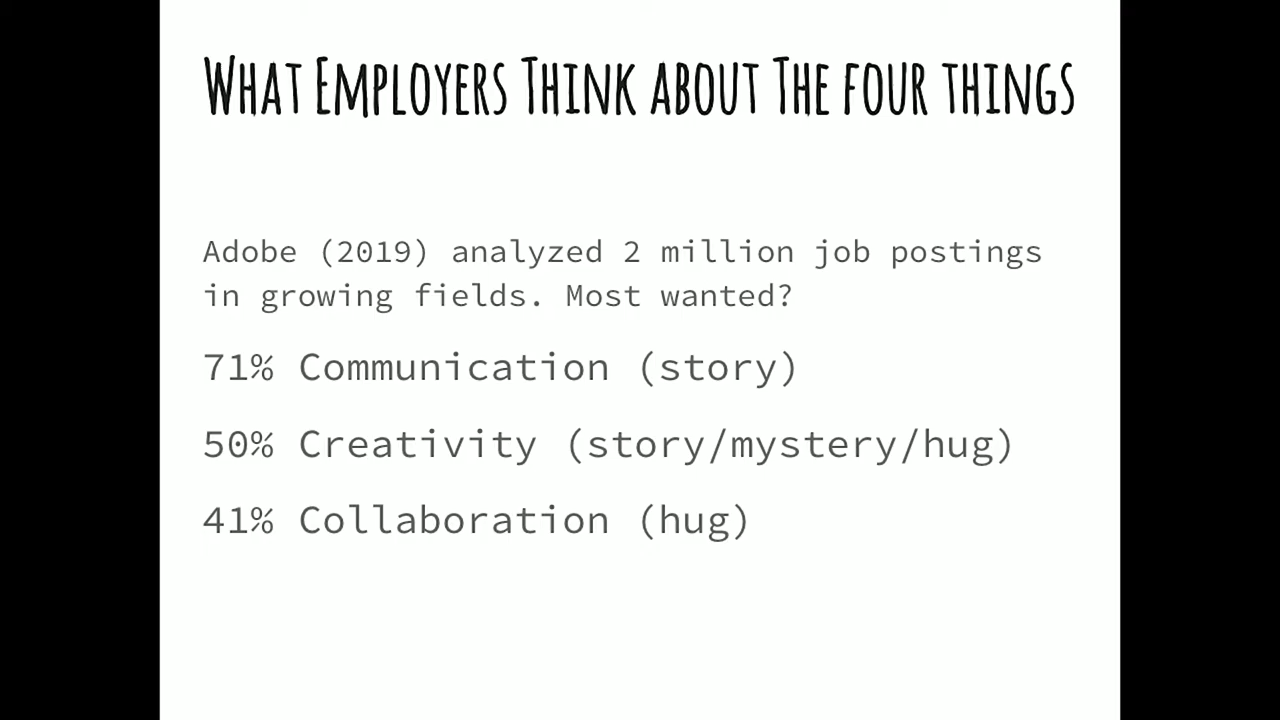 What Employers Think about The four things
Adobe (2019) analyzed 2 million job postings
in growing fields. Most wanted?
71% Communication (story)
50% Creativity (story/mystery/hug)
41% Collaboration (hug)